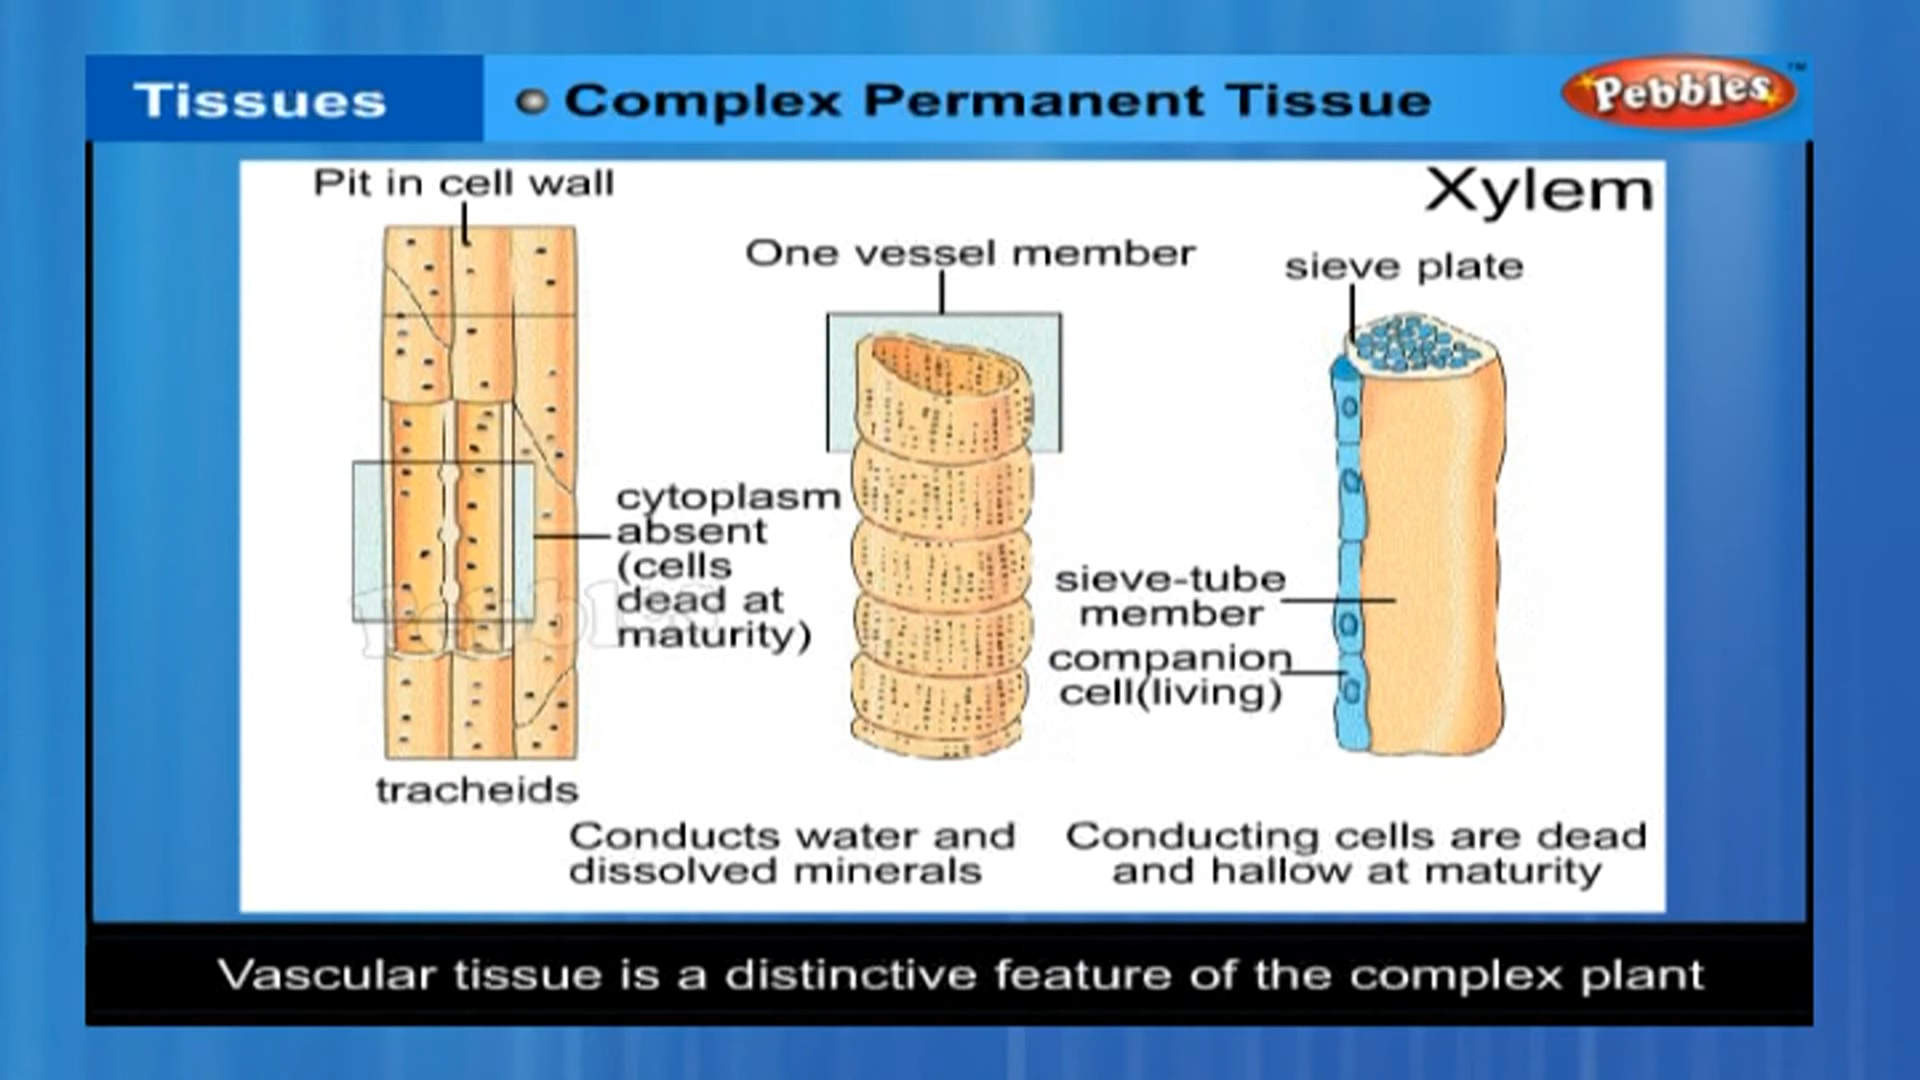 Tissues
Complex Permanent Tissue
Pebbles™
Xylem
Pit in cell wall
One vessel member
sieve plate
cytoplasm
absent
(cells
dead at
maturity)
sieve-tube
member
companion
cell(living)
tracheids
Conducts water and
dissolved minerals
Conducting cells are dead
and hallow at maturity
pebbles
Vascular tissue is a distinctive feature of the complex plant